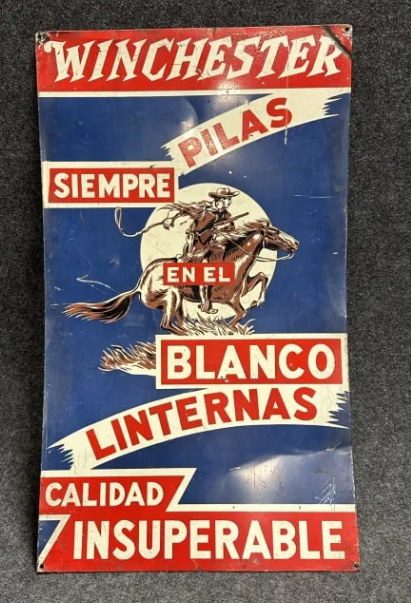 WINCHESTER
PILAS
SIEMPRE
EN EL
BLANCO
LINTERNAS
CALIDAD
INSUPERABLE